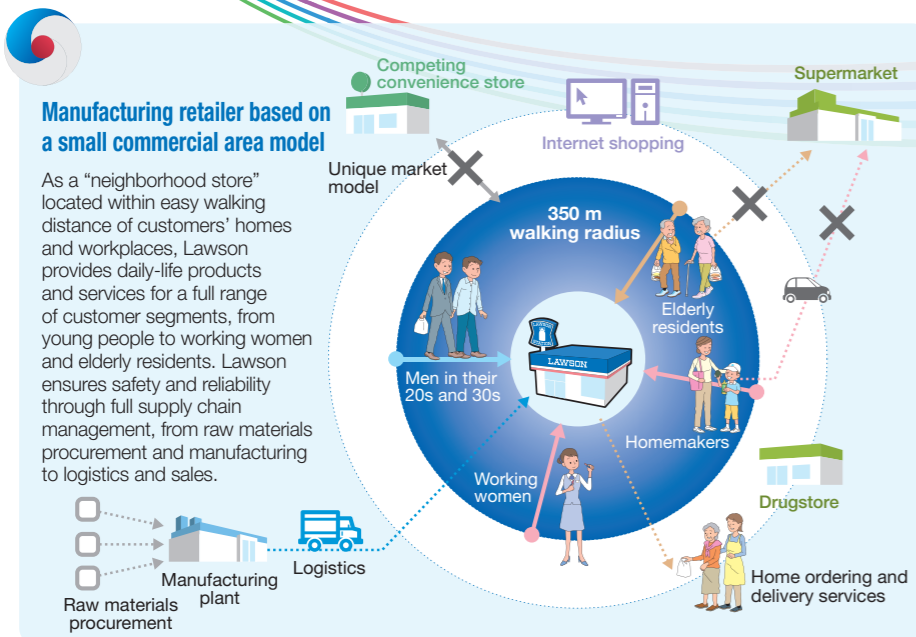 Manufacturing retailer based on
a small commercial area model
As a “neighborhood store”
located within easy walking
distance of customers’ homes
and workplaces, Lawson
provides daily-life products
and services for a full range
of customer segments, from
young people to working women
and elderly residents. Lawson
ensures safety and reliability
through full supply chain
management, from raw materials
procurement and manufacturing
to logistics and sales.
Competing
convenience store
Supermarket
Internet shopping
Unique market
model
350 m
walking radius
Elderly
residents
LAWSON
LAWSON
Men in their
20s and 30s
Homemakers
Working
women
Drugstore
Logistics
Manufacturing
plant
Raw materials
procurement
Home ordering and
delivery services